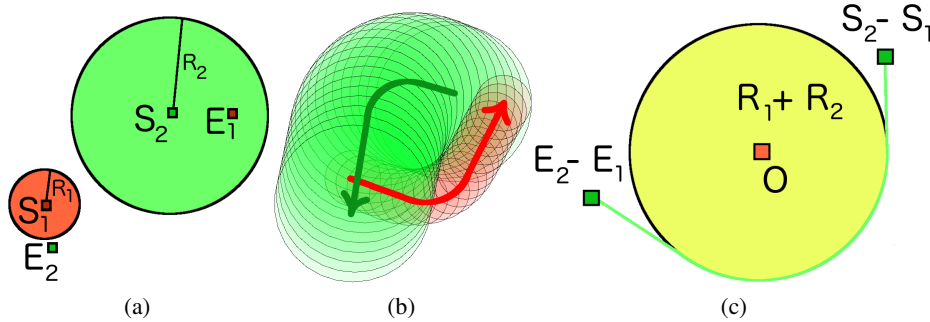 R₂
S₂
E₁
R₁
S₁
E₂
S₂- S₁
R₁+ R₂
E₂- E₁
O
(a)
(b)
(c)